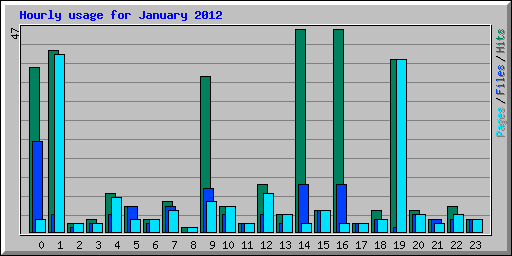 Hourly usage for January 2012
47
Pages/Files/Hits
0 1 2 3 4 5 6 7 8 9 10 11 12 13 14 15 16 17 18 19 20 21 22 23